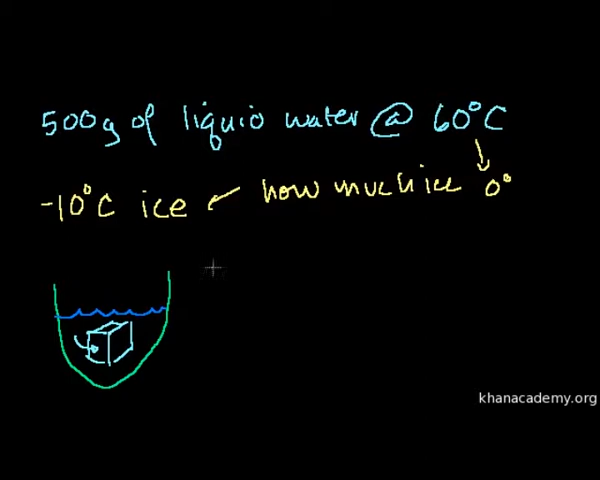 500g of liquid water @ 60°C
-10°C ice ← how much ice 0°
khanacademy.org